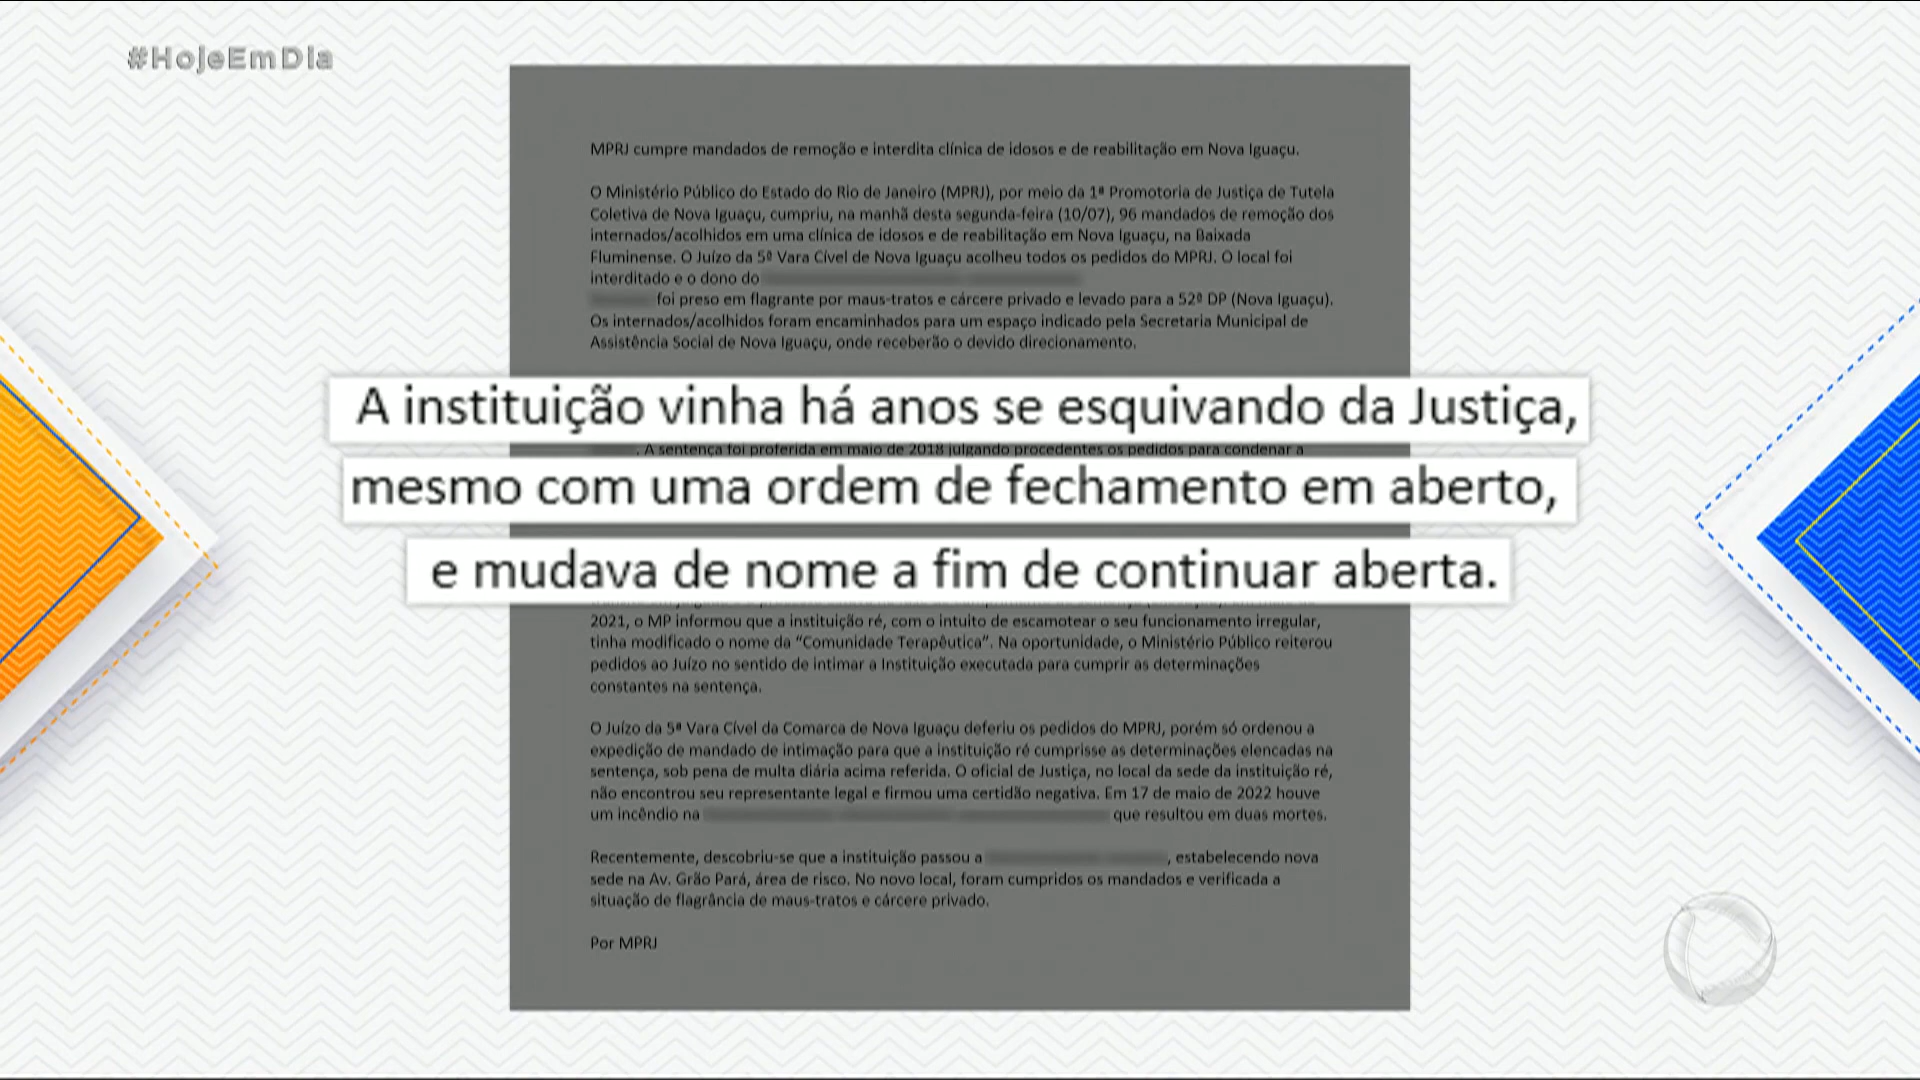 #HojeEmDia
MPRJ cumpre mandados de remoção e interdita clínica de idosos e de reabilitação em Nova Iguaçu.
O Ministério Público do Estado do Rio de Janeiro (MPRJ), por meio da 1ª Promotoria de Justiça de Tutela
Coletiva de Nova Iguaçu, cumpriu, na manhã desta segunda-feira (10/07), 96 mandados de remoção dos
internados/acolhidos em uma clínica de idosos e de reabilitação em Nova Iguaçu, na Baixada
Fluminense. O Juízo da 5ª Vara Cível de Nova Iguaçu acolheu todos os pedidos do MPRJ. O local foi
interditado e o dono do
foi preso em flagrante por maus-tratos e cárcere privado e levado para a 52ª DP (Nova Iguaçu).
Os internados/acolhidos foram encaminhados para um espaço indicado pela Secretaria Municipal de
Assistência Social de Nova Iguaçu, onde receberão o devido direcionamento.
A instituição vinha há anos se esquivando da Justiça,
. A sentença foi proferida em maio de 2018 julgando procedentes os pedidos para condenar a
mesmo com uma ordem de fechamento em aberto,
e mudava de nome a fim de continuar aberta.
2021, o MP informou que a instituição ré, com o intuito de escamotear o seu funcionamento irregular,
tinha modificado o nome da “Comunidade Terapêutica”. Na oportunidade, o Ministério Público reiterou
pedidos ao Juízo no sentido de intimar a Instituição executada para cumprir as determinações
constantes na sentença.
O Juízo da 5ª Vara Cível da Comarca de Nova Iguaçu deferiu os pedidos do MPRJ, porém só ordenou a
expedição de mandado de intimação para que a instituição ré cumprisse as determinações elencadas na
sentença, sob pena de multa diária acima referida. O oficial de Justiça, no local da sede da instituição ré,
não encontrou seu representante legal e firmou uma certidão negativa. Em 17 de maio de 2022 houve
um incêndio na que resultou em duas mortes.
Recentemente, descobriu-se que a instituição passou a , estabelecendo nova
sede na Av. Grão Pará, área de risco. No novo local, foram cumpridos os mandados e verificada a
situação de flagrância de maus-tratos e cárcere privado.
Por MPRJ